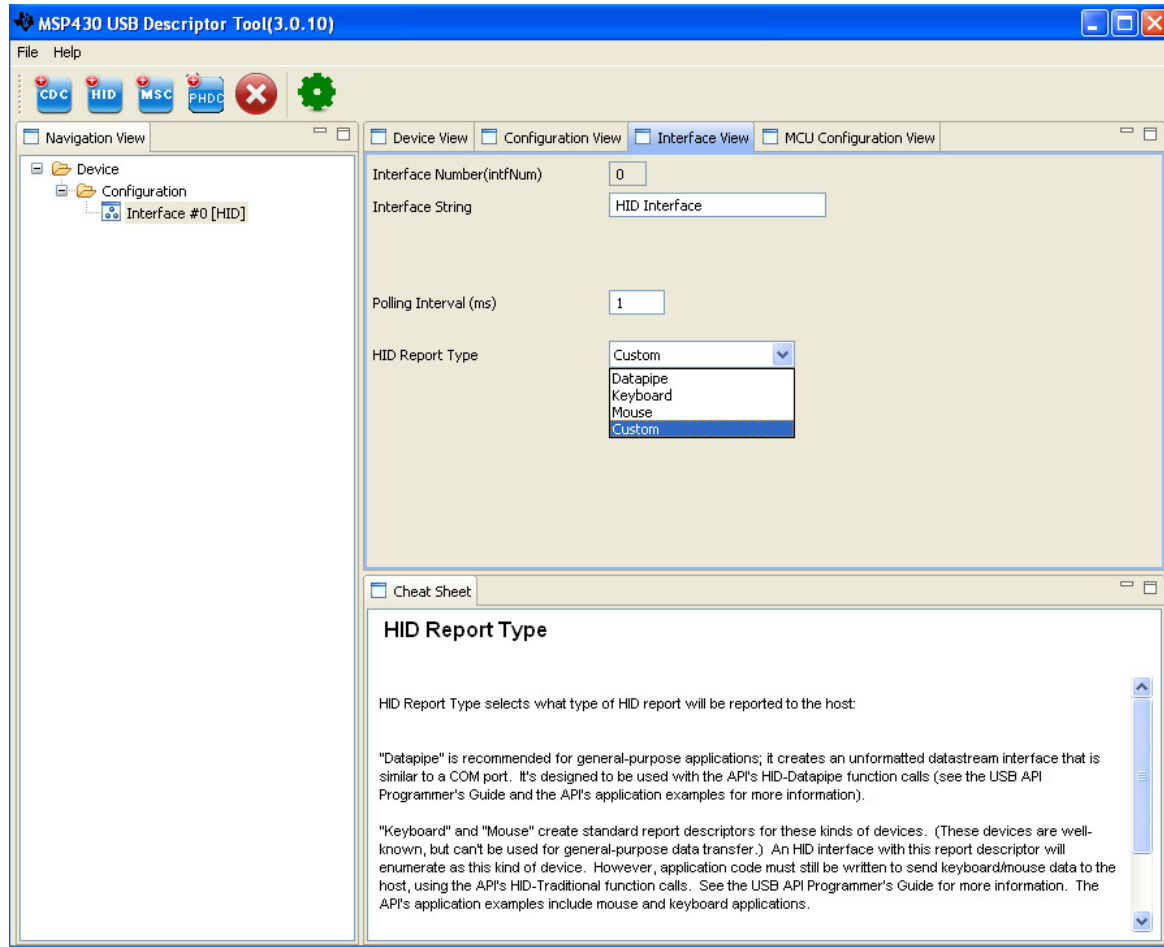 MSP430 USB Descriptor Tool(3.0.10)
File Help
CDC HID MSC PHDC
Navigation View
Device
Configuration
Interface #0 [HID]
Device View Configuration View Interface View MCU Configuration View
Interface Number(intfNum) 0
Interface String HID Interface
Polling Interval (ms) 1
HID Report Type Custom
Datapipe
Keyboard
Mouse
Custom
Cheat Sheet
HID Report Type
HID Report Type selects what type of HID report will be reported to the host:
"Datapipe" is recommended for general-purpose applications; it creates an unformatted datastream interface that is
similar to a COM port. It's designed to be used with the API's HID-Datapipe function calls (see the USB API
Programmer's Guide and the API's application examples for more information).
"Keyboard" and "Mouse" create standard report descriptors for these kinds of devices. (These devices are well-
known, but can't be used for general-purpose data transfer.) An HID interface with this report descriptor will
enumerate as this kind of device. However, application code must still be written to send keyboard/mouse data to the
host, using the API's HID-Traditional function calls. See the USB API Programmer's Guide for more information. The
API's application examples include mouse and keyboard applications.